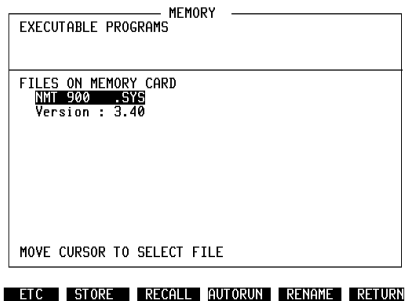 MEMORY
EXECUTABLE PROGRAMS
FILES ON MEMORY CARD
NMT 900 .SYS
Version : 3.40
MOVE CURSOR TO SELECT FILE
ETC STORE RECALL AUTORUN RENAME RETURN